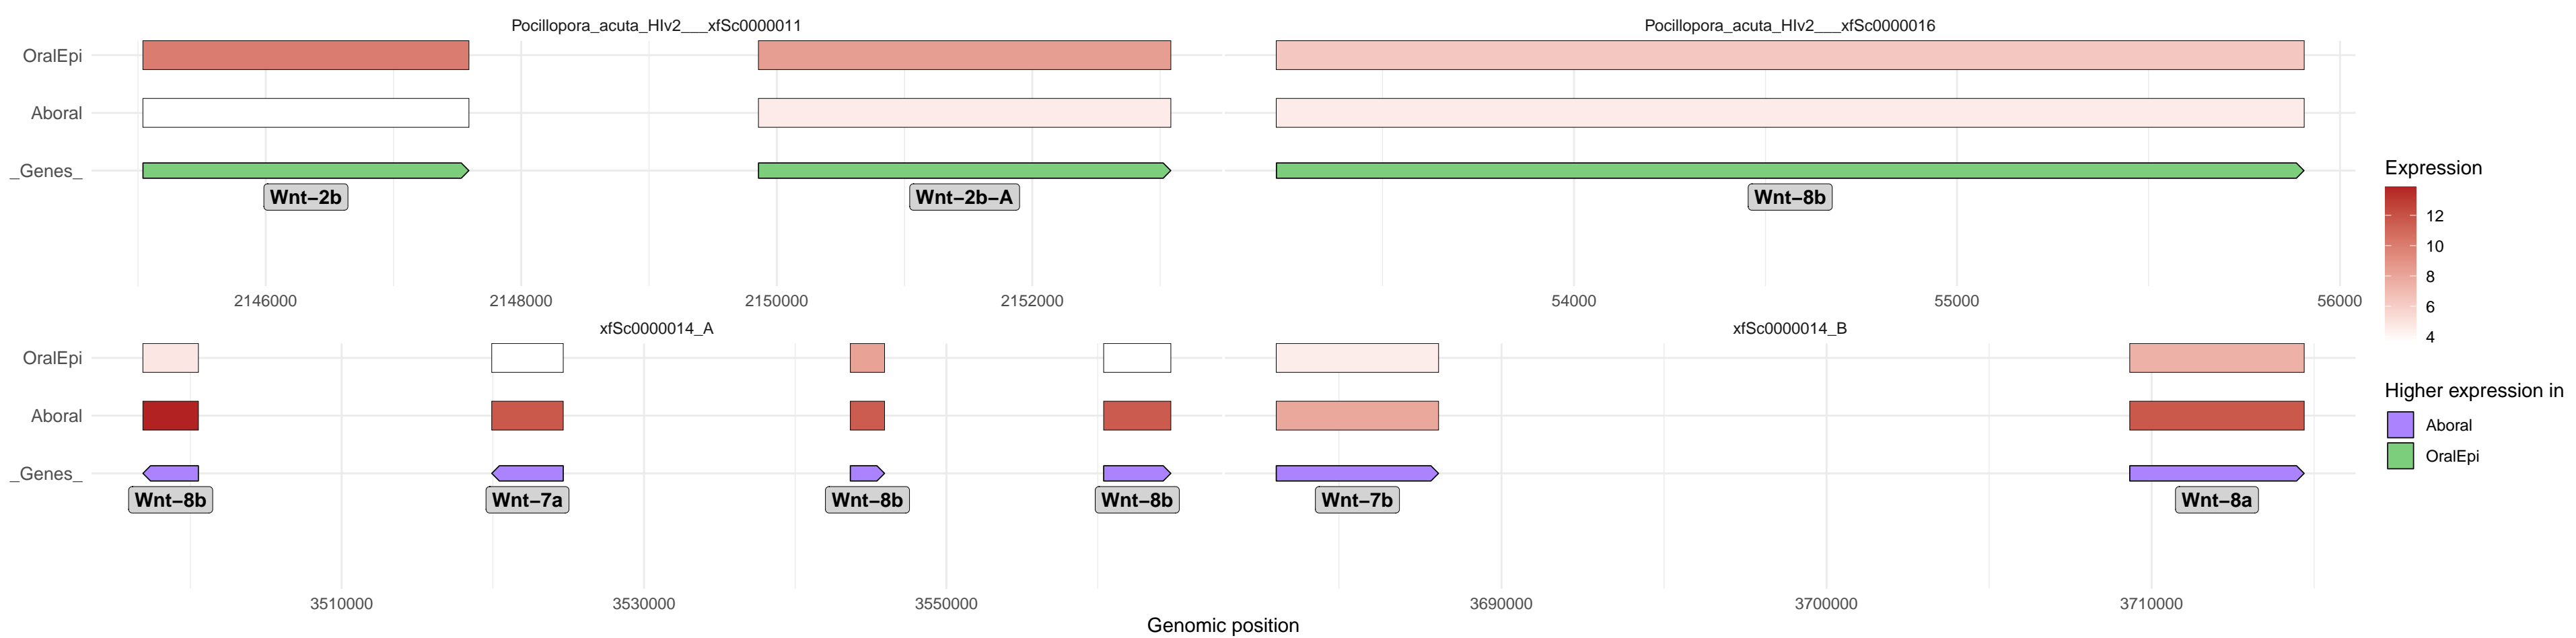 Pocillopora_acuta_HIv2___xfSc0000011
Pocillopora_acuta_HIv2___xfSc0000016
OralEpi
Aboral
_Genes_
Wnt−2b
Wnt−2b−A
Wnt−8b
2146000
2148000
2150000
2152000
54000
55000
56000
xfSc0000014_A
xfSc0000014_B
OralEpi
Aboral
_Genes_
Wnt−8b
Wnt−7a
Wnt−8b
Wnt−8b
Wnt−7b
Wnt−8a
3510000
3530000
3550000
3690000
3700000
3710000
Genomic position
Expression
12
10
8
6
4
Higher expression in
Aboral
OralEpi